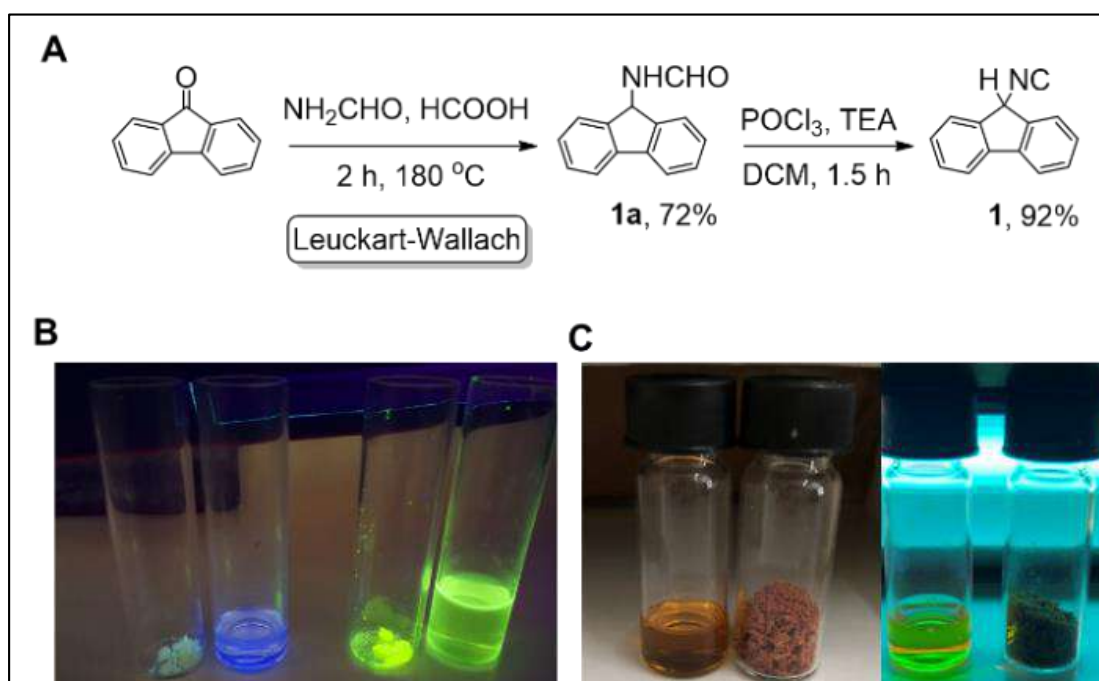 A
O
NH₂CHO, HCOOH
2 h, 180 °C
Leuckart-Wallach
NHCHO
1a, 72%
POCl₃, TEA
DCM, 1.5 h
H NC
1, 92%
B
C